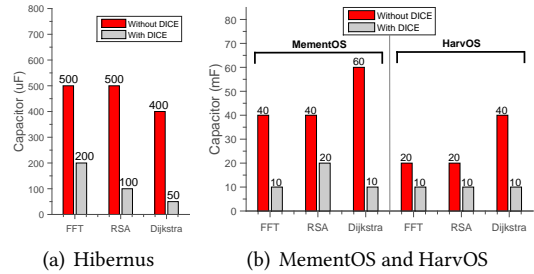 800
700
600
500
400
300
200
100
0
Capacitor (uF)
Without DICE
With DICE
500
200
500
100
400
50
FFT
RSA
Dijkstra
(a) Hibernus
80
70
60
50
40
30
20
10
0
Capacitor (mF)
Without DICE
With DICE
MementOS
HarvOS
40
10
40
20
60
10
20
10
20
10
40
10
FFT
RSA
Dijkstra
FFT
RSA
Dijkstra
(b) MementOS and HarvOS